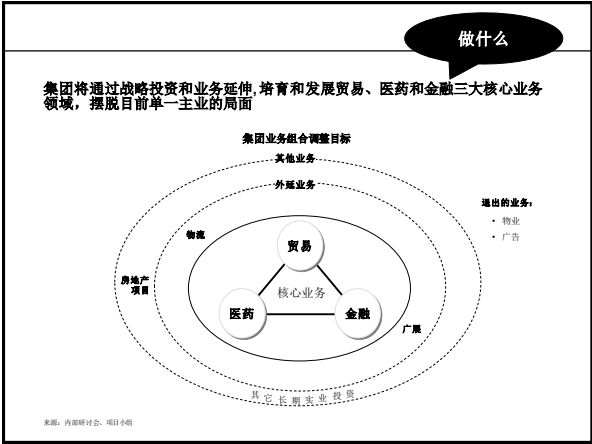 做什么
集团将通过战略投资和业务延伸,培育和发展贸易、医药和金融三大核心业务
领域，摆脱目前单一主业的局面
集团业务组合调整目标
其他业务
外延业务
退出的业务:
• 物业
• 广告
物流
贸易
房地产
项目
核心业务
医药
金融
广展
其它长期实业投资
来源：内部研讨会、项目小组